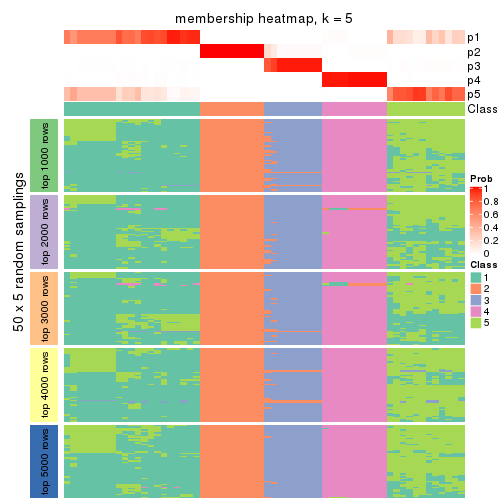 membership heatmap, k = 5
p1
p2
p3
p4
p5
Class
50 x 5 random samplings
top 1000 rows
top 2000 rows
top 3000 rows
top 4000 rows
top 5000 rows
Prob
1
0.8
0.6
0.4
0.2
0
Class
1
2
3
4
5